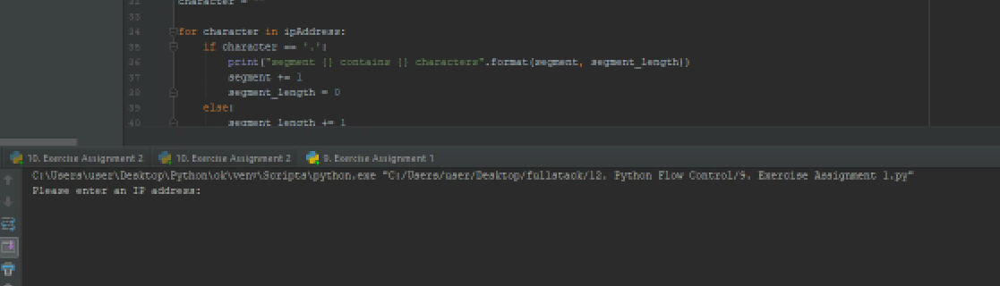 character = ""
33
34 for character in ipAddress:
35 if character == '.':
36 print("segment {} contains {} characters".format(segment, segment_length))
37 segment += 1
38 segment_length = 0
39 else:
40 segment_length += 1
10. Exercise Assignment 2 10. Exercise Assignment 2 9. Exercise Assignment 1
C:\Users\user\Desktop\Python\ok\venv\Scripts\python.exe "C:/Users/user/Desktop/fullstack/12. Python Flow Control/9. Exercise Assignment 1.py"
Please enter an IP address: